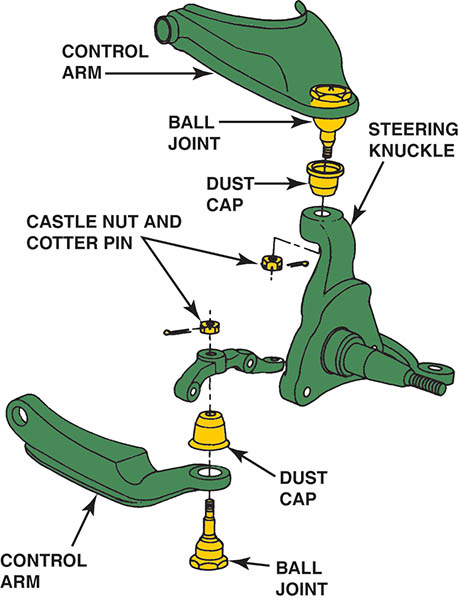 CONTROL
ARM
BALL
JOINT
STEERING
KNUCKLE
DUST
CAP
CASTLE NUT AND
COTTER PIN
DUST
CAP
CONTROL
ARM
BALL
JOINT